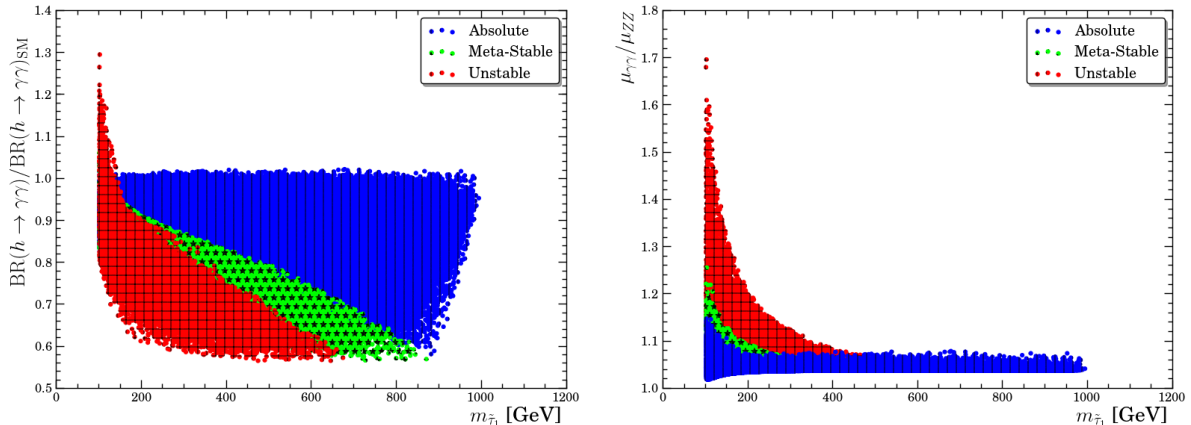 BR(h → γγ)/BR(h → γγ)SM
1.4
1.3
1.2
1.1
1.0
0.9
0.8
0.7
0.6
0.5
Absolute
Meta-Stable
Unstable
0 200 400 600 800 1000 1200
m_τ̃₁ [GeV]
μγγ/μZZ
1.8
1.7
1.6
1.5
1.4
1.3
1.2
1.1
1.0
Absolute
Meta-Stable
Unstable
0 200 400 600 800 1000 1200
m_τ̃₁ [GeV]